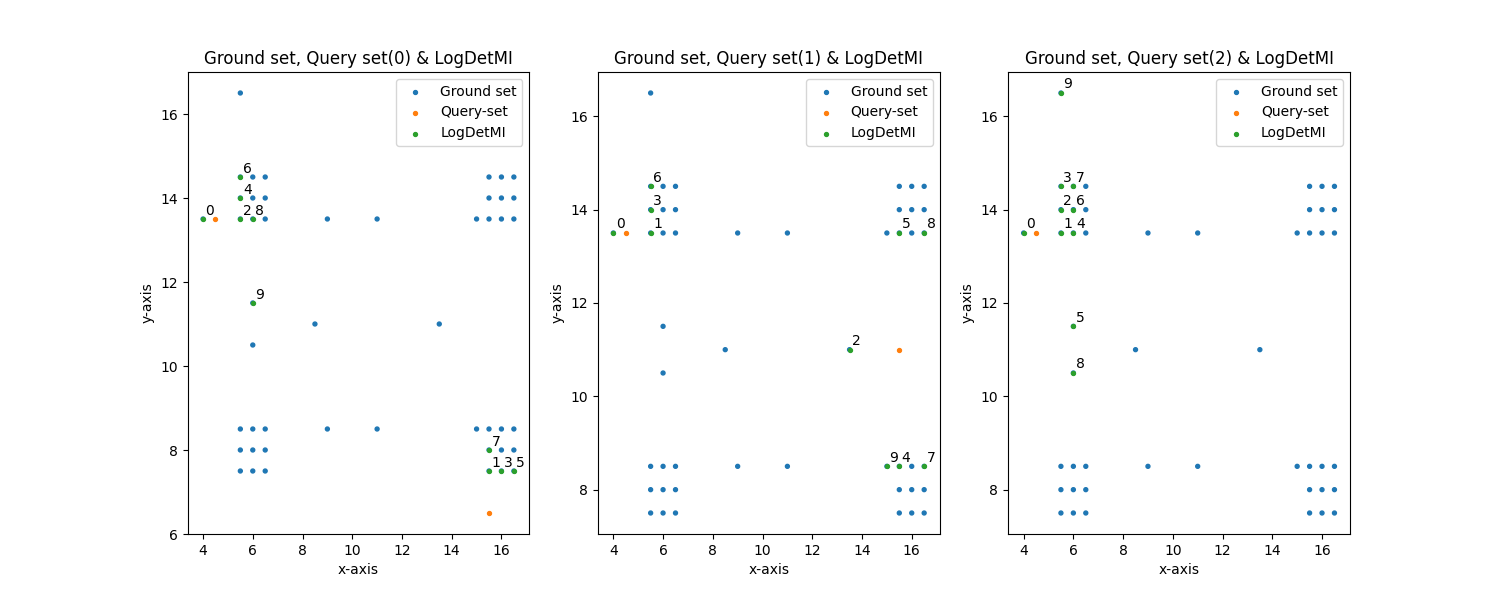 Ground set, Query set(0) & LogDetMI
Ground set
Query-set
LogDetMI
16
14
12
10
8
6
y-axis
6
4
0
2 8
9
7
1 3 5
4 6 8 10 12 14 16
x-axis
Ground set, Query set(1) & LogDetMI
Ground set
Query-set
LogDetMI
16
14
12
10
8
y-axis
6
3
0 1 5 8
2
9 4 7
4 6 8 10 12 14 16
x-axis
Ground set, Query set(2) & LogDetMI
Ground set
Query-set
LogDetMI
16
14
12
10
8
y-axis
9
3 7
2 6
0 1 4
5
8
4 6 8 10 12 14 16
x-axis